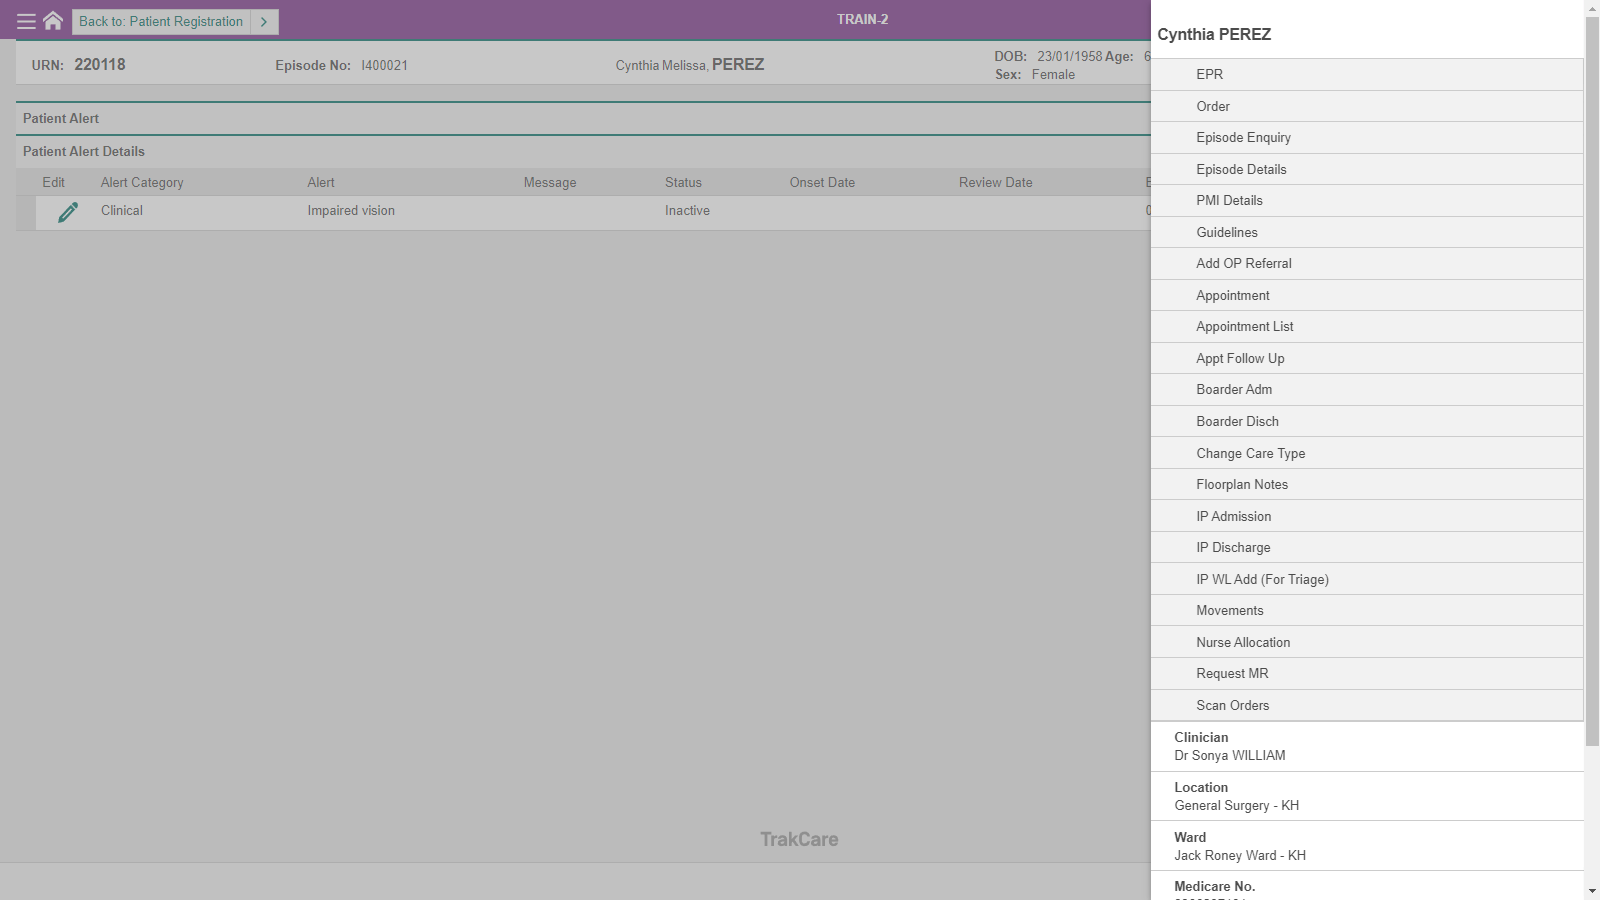 Back to: Patient Registration
TRAIN-2
URN: 220118 Episode No: I400021 Cynthia Melissa, PEREZ DOB: 23/01/1958 Age: 6
Sex: Female
Patient Alert
Patient Alert Details
Edit Alert Category Alert Message Status Onset Date Review Date
Clinical Impaired vision Inactive
TrakCare
Cynthia PEREZ
EPR
Order
Episode Enquiry
Episode Details
PMI Details
Guidelines
Add OP Referral
Appointment
Appointment List
Appt Follow Up
Boarder Adm
Boarder Disch
Change Care Type
Floorplan Notes
IP Admission
IP Discharge
IP WL Add (For Triage)
Movements
Nurse Allocation
Request MR
Scan Orders
Clinician
Dr Sonya WILLIAM
Location
General Surgery - KH
Ward
Jack Roney Ward - KH
Medicare No.